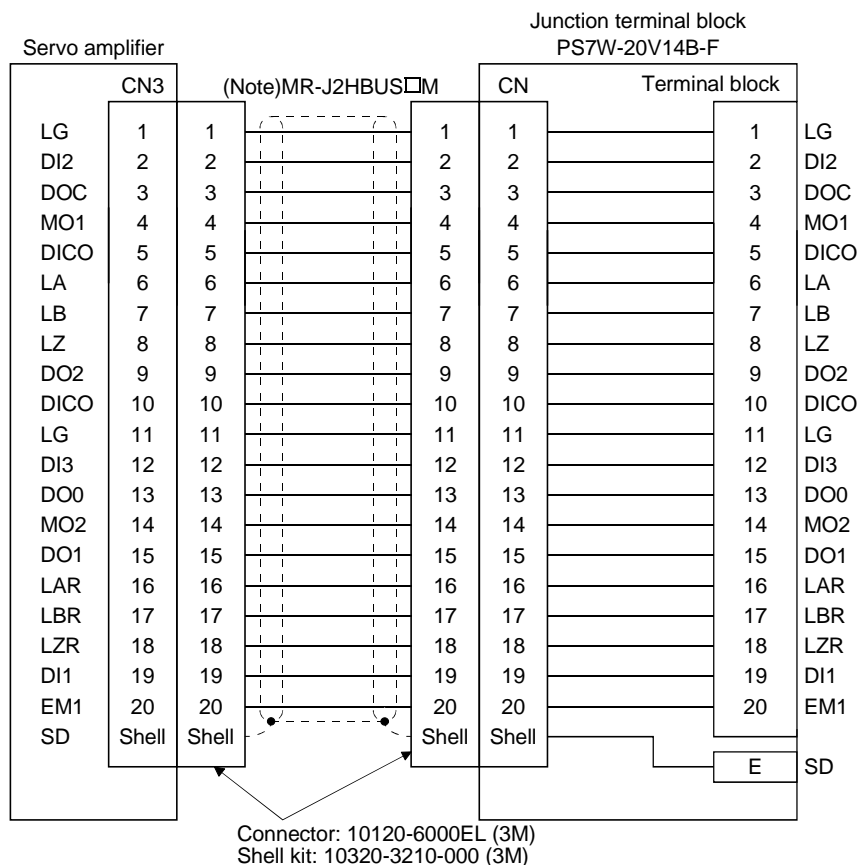 Junction terminal block
Servo amplifier PS7W-20V14B-F
CN3 (Note)MR-J2HBUS□M CN Terminal block
LG 1 1 1 1 1 LG
DI2 2 2 2 2 2 DI2
DOC 3 3 3 3 3 DOC
MO1 4 4 4 4 4 MO1
DICO 5 5 5 5 5 DICO
LA 6 6 6 6 6 LA
LB 7 7 7 7 7 LB
LZ 8 8 8 8 8 LZ
DO2 9 9 9 9 9 DO2
DICO 10 10 10 10 10 DICO
LG 11 11 11 11 11 LG
DI3 12 12 12 12 12 DI3
DO0 13 13 13 13 13 DO0
MO2 14 14 14 14 14 MO2
DO1 15 15 15 15 15 DO1
LAR 16 16 16 16 16 LAR
LBR 17 17 17 17 17 LBR
LZR 18 18 18 18 18 LZR
DI1 19 19 19 19 19 DI1
EM1 20 20 20 20 20 EM1
SD Shell Shell Shell Shell
E SD
Connector: 10120-6000EL (3M)
Shell kit: 10320-3210-000 (3M)